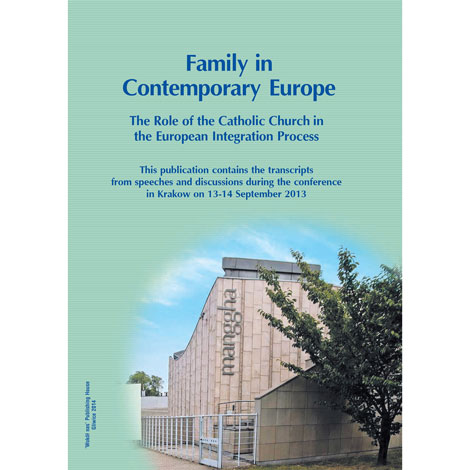 Family in
Contemporary Europe
The Role of the Catholic Church in
the European Integration Process
This publication contains the transcripts
from speeches and discussions during the conference
in Krakow on 13-14 September 2013
manggha
'Wokół nas' Publishing House
Gliwice 2014